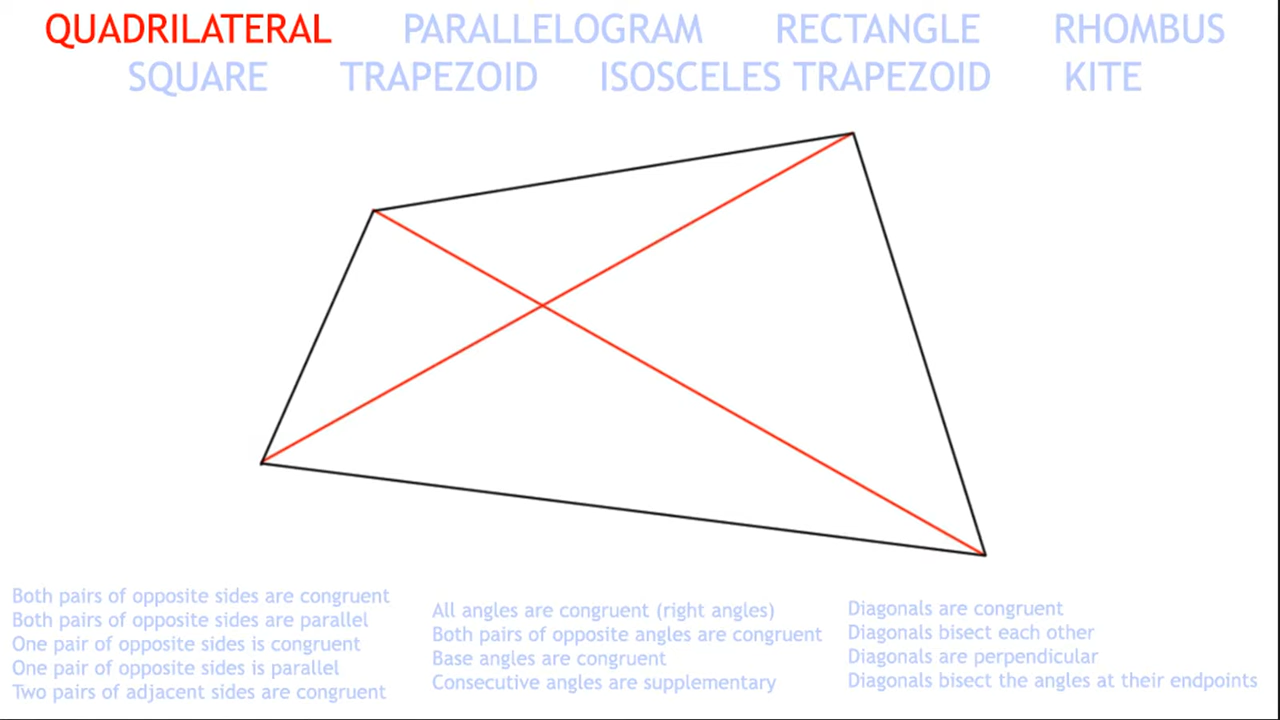 QUADRILATERAL PARALLELOGRAM RECTANGLE RHOMBUS
SQUARE TRAPEZOID ISOSCELES TRAPEZOID KITE
Both pairs of opposite sides are congruent
Both pairs of opposite sides are parallel
One pair of opposite sides is congruent
One pair of opposite sides is parallel
Two pairs of adjacent sides are congruent
All angles are congruent (right angles)
Both pairs of opposite angles are congruent
Base angles are congruent
Consecutive angles are supplementary
Diagonals are congruent
Diagonals bisect each other
Diagonals are perpendicular
Diagonals bisect the angles at their endpoints